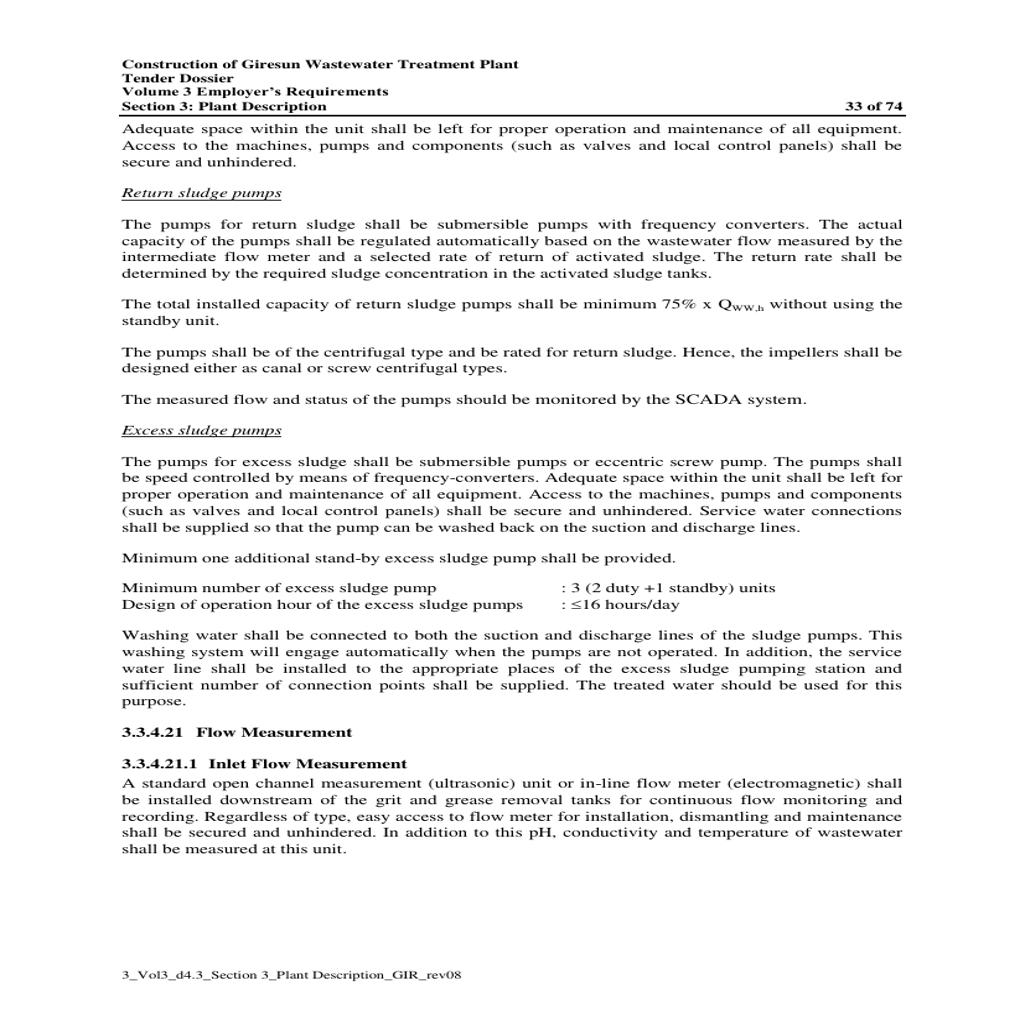 Construction of Giresun Wastewater Treatment Plant
Tender Dossier
Volume 3 Employer's Requirements
Section 3: Plant Description 33 of 74
Adequate space within the unit shall be left for proper operation and maintenance of all equipment.
Access to the machines, pumps and components (such as valves and local control panels) shall be
secure and unhindered.
Return sludge pumps
The pumps for return sludge shall be submersible pumps with frequency converters. The actual
capacity of the pumps shall be regulated automatically based on the wastewater flow measured by the
intermediate flow meter and a selected rate of return of activated sludge. The return rate shall be
determined by the required sludge concentration in the activated sludge tanks.
The total installed capacity of return sludge pumps shall be minimum 75% x QWW,h without using the
standby unit.
The pumps shall be of the centrifugal type and be rated for return sludge. Hence, the impellers shall be
designed either as canal or screw centrifugal types.
The measured flow and status of the pumps should be monitored by the SCADA system.
Excess sludge pumps
The pumps for excess sludge shall be submersible pumps or eccentric screw pump. The pumps shall
be speed controlled by means of frequency-converters. Adequate space within the unit shall be left for
proper operation and maintenance of all equipment. Access to the machines, pumps and components
(such as valves and local control panels) shall be secure and unhindered. Service water connections
shall be supplied so that the pump can be washed back on the suction and discharge lines.
Minimum one additional stand-by excess sludge pump shall be provided.
Minimum number of excess sludge pump : 3 (2 duty +1 standby) units
Design of operation hour of the excess sludge pumps : ≤16 hours/day
Washing water shall be connected to both the suction and discharge lines of the sludge pumps. This
washing system will engage automatically when the pumps are not operated. In addition, the service
water line shall be installed to the appropriate places of the excess sludge pumping station and
sufficient number of connection points shall be supplied. The treated water should be used for this
purpose.
3.3.4.21 Flow Measurement
3.3.4.21.1 Inlet Flow Measurement
A standard open channel measurement (ultrasonic) unit or in-line flow meter (electromagnetic) shall
be installed downstream of the grit and grease removal tanks for continuous flow monitoring and
recording. Regardless of type, easy access to flow meter for installation, dismantling and maintenance
shall be secured and unhindered. In addition to this pH, conductivity and temperature of wastewater
shall be measured at this unit.
3_Vol3_d4.3_Section 3_Plant Description_GIR_rev08